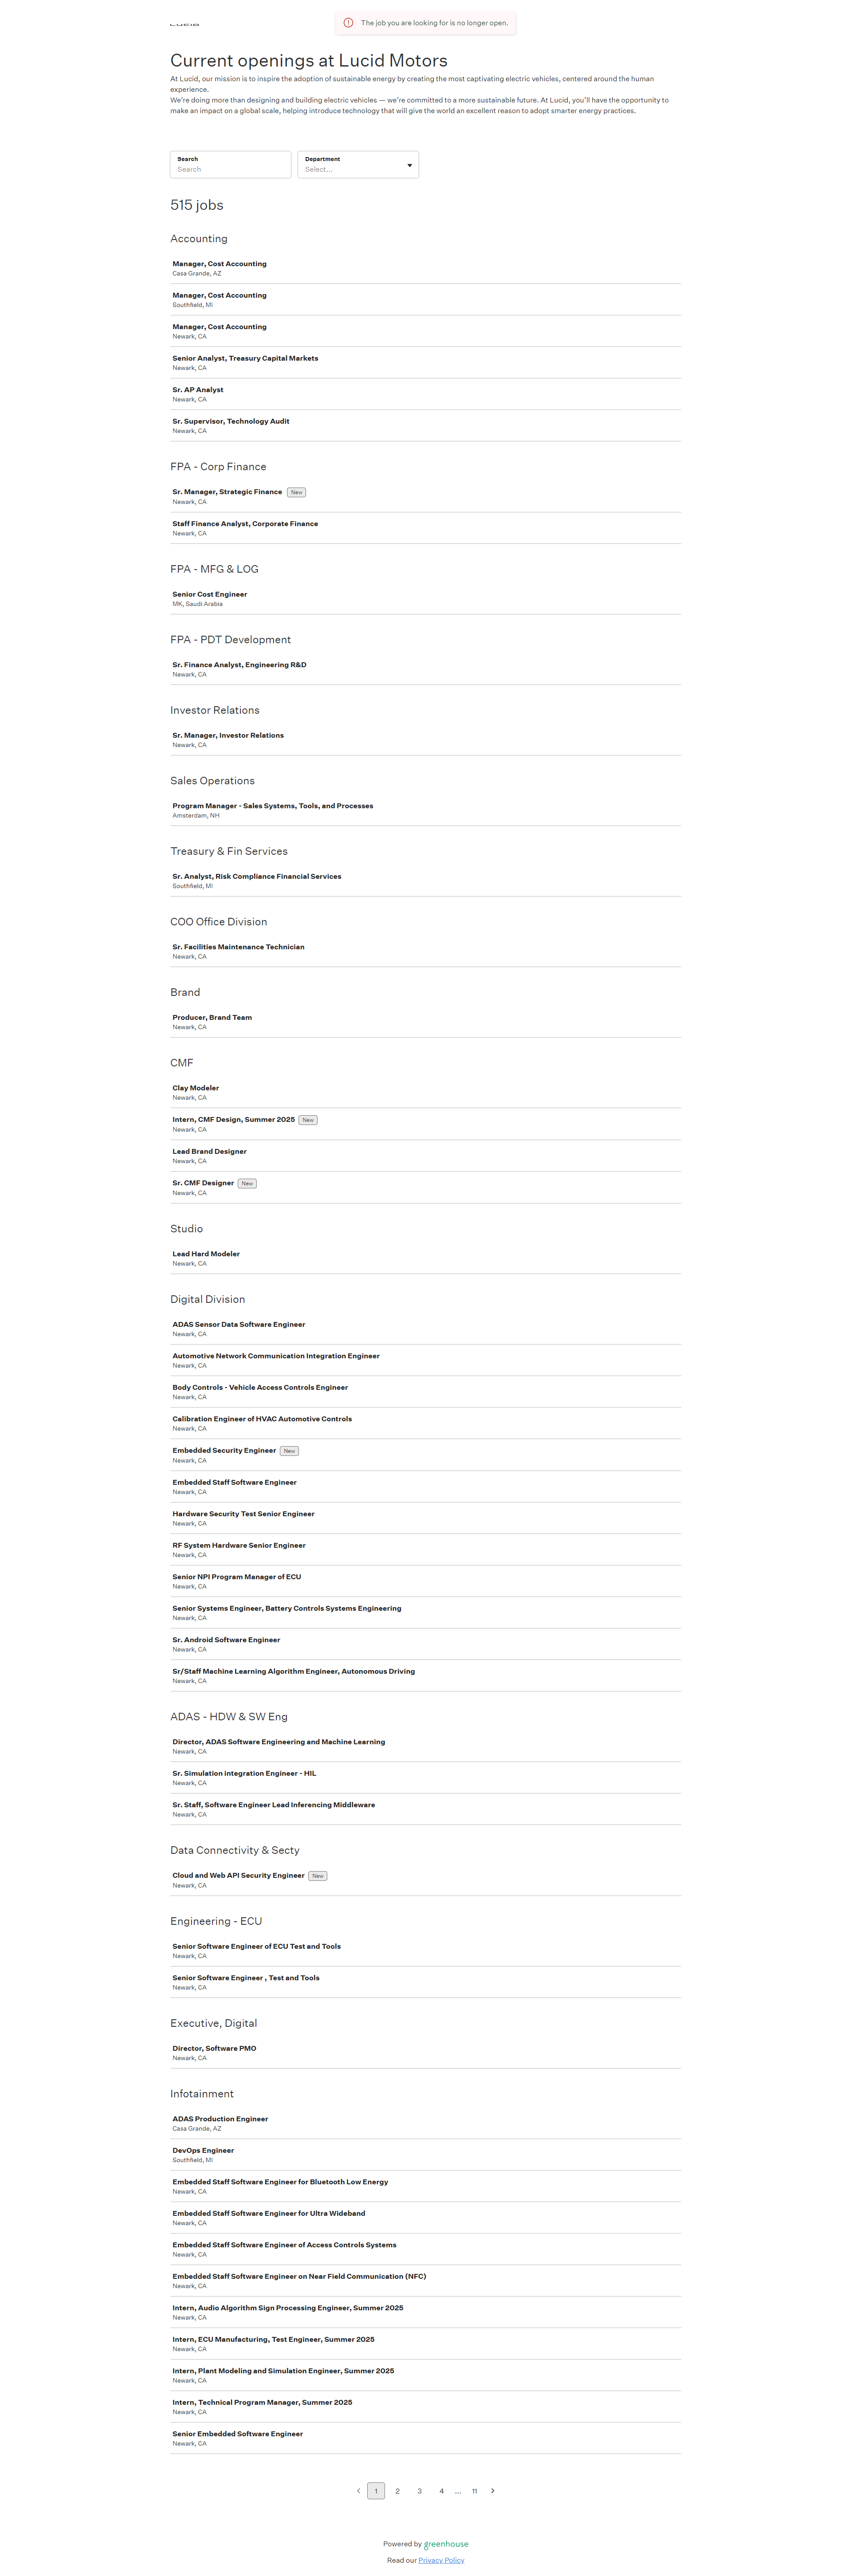 LUCID
The job you are looking for is no longer open.
Current openings at Lucid Motors
At Lucid, our mission is to inspire the adoption of sustainable energy by creating the most captivating electric vehicles, centered around the human
experience.
We're doing more than designing and building electric vehicles — we're committed to a more sustainable future. At Lucid, you'll have the opportunity to
make an impact on a global scale, helping introduce technology that will give the world an excellent reason to adopt smarter energy practices.
Search
Search
Department
Select...
515 jobs
Accounting
Manager, Cost Accounting
Casa Grande, AZ
Manager, Cost Accounting
Southfield, MI
Manager, Cost Accounting
Newark, CA
Senior Analyst, Treasury Capital Markets
Newark, CA
Sr. AP Analyst
Newark, CA
Sr. Supervisor, Technology Audit
Newark, CA
FPA - Corp Finance
Sr. Manager, Strategic Finance New
Newark, CA
Staff Finance Analyst, Corporate Finance
Newark, CA
FPA - MFG & LOG
Senior Cost Engineer
MK, Saudi Arabia
FPA - PDT Development
Sr. Finance Analyst, Engineering R&D
Newark, CA
Investor Relations
Sr. Manager, Investor Relations
Newark, CA
Sales Operations
Program Manager - Sales Systems, Tools, and Processes
Amsterdam, NH
Treasury & Fin Services
Sr. Analyst, Risk Compliance Financial Services
Southfield, MI
COO Office Division
Sr. Facilities Maintenance Technician
Newark, CA
Brand
Producer, Brand Team
Newark, CA
CMF
Clay Modeler
Newark, CA
Intern, CMF Design, Summer 2025 New
Newark, CA
Lead Brand Designer
Newark, CA
Sr. CMF Designer New
Newark, CA
Studio
Lead Hard Modeler
Newark, CA
Digital Division
ADAS Sensor Data Software Engineer
Newark, CA
Automotive Network Communication Integration Engineer
Newark, CA
Body Controls - Vehicle Access Controls Engineer
Newark, CA
Calibration Engineer of HVAC Automotive Controls
Newark, CA
Embedded Security Engineer New
Newark, CA
Embedded Staff Software Engineer
Newark, CA
Hardware Security Test Senior Engineer
Newark, CA
RF System Hardware Senior Engineer
Newark, CA
Senior NPI Program Manager of ECU
Newark, CA
Senior Systems Engineer, Battery Controls Systems Engineering
Newark, CA
Sr. Android Software Engineer
Newark, CA
Sr/Staff Machine Learning Algorithm Engineer, Autonomous Driving
Newark, CA
ADAS - HDW & SW Eng
Director, ADAS Software Engineering and Machine Learning
Newark, CA
Sr. Simulation integration Engineer - HIL
Newark, CA
Sr. Staff, Software Engineer Lead Inferencing Middleware
Newark, CA
Data Connectivity & Secty
Cloud and Web API Security Engineer New
Newark, CA
Engineering - ECU
Senior Software Engineer of ECU Test and Tools
Newark, CA
Senior Software Engineer , Test and Tools
Newark, CA
Executive, Digital
Director, Software PMO
Newark, CA
Infotainment
ADAS Production Engineer
Casa Grande, AZ
DevOps Engineer
Southfield, MI
Embedded Staff Software Engineer for Bluetooth Low Energy
Newark, CA
Embedded Staff Software Engineer for Ultra Wideband
Newark, CA
Embedded Staff Software Engineer of Access Controls Systems
Newark, CA
Embedded Staff Software Engineer on Near Field Communication (NFC)
Newark, CA
Intern, Audio Algorithm Sign Processing Engineer, Summer 2025
Newark, CA
Intern, ECU Manufacturing, Test Engineer, Summer 2025
Newark, CA
Intern, Plant Modeling and Simulation Engineer, Summer 2025
Newark, CA
Intern, Technical Program Manager, Summer 2025
Newark, CA
Senior Embedded Software Engineer
Newark, CA
1 2 3 4 ... 11
Powered by greenhouse
Read our Privacy Policy